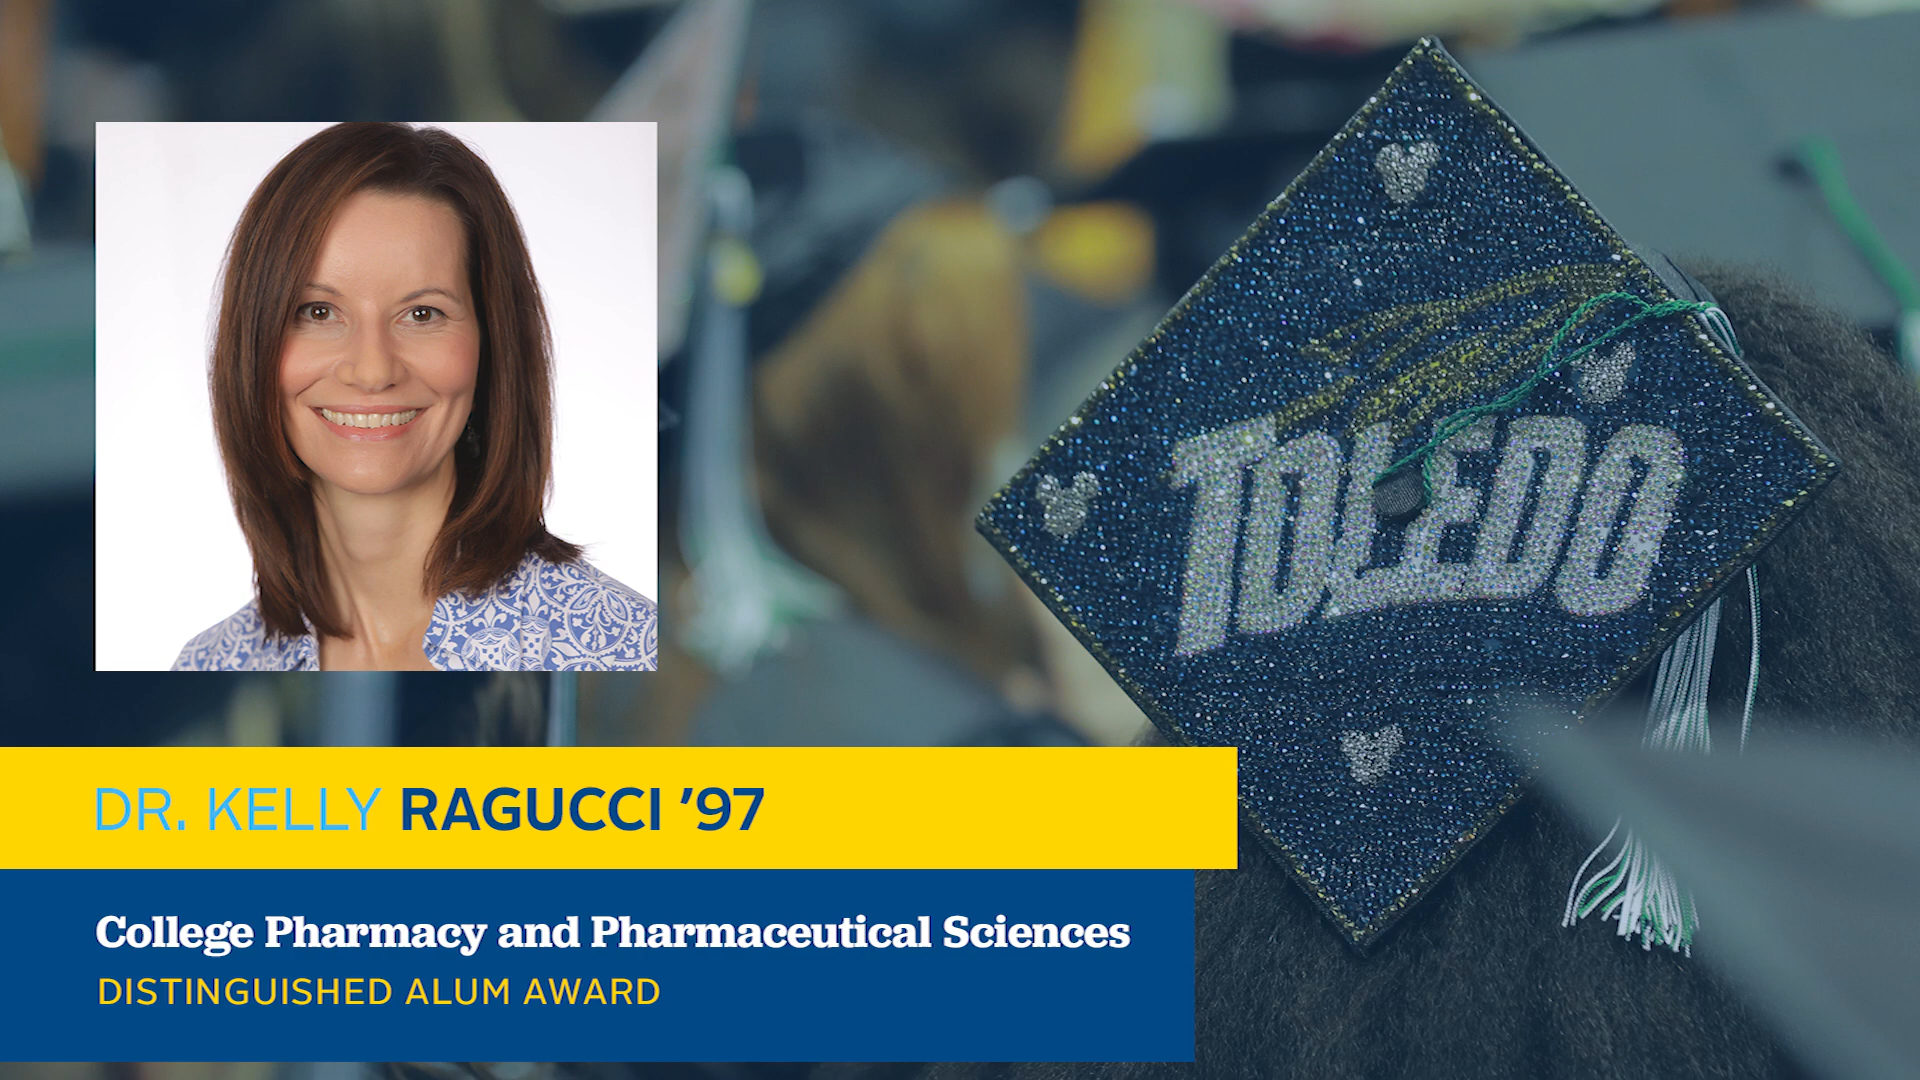 TOLEDO
DR. KELLY RAGUCCI ’97
College Pharmacy and Pharmaceutical Sciences
DISTINGUISHED ALUM AWARD